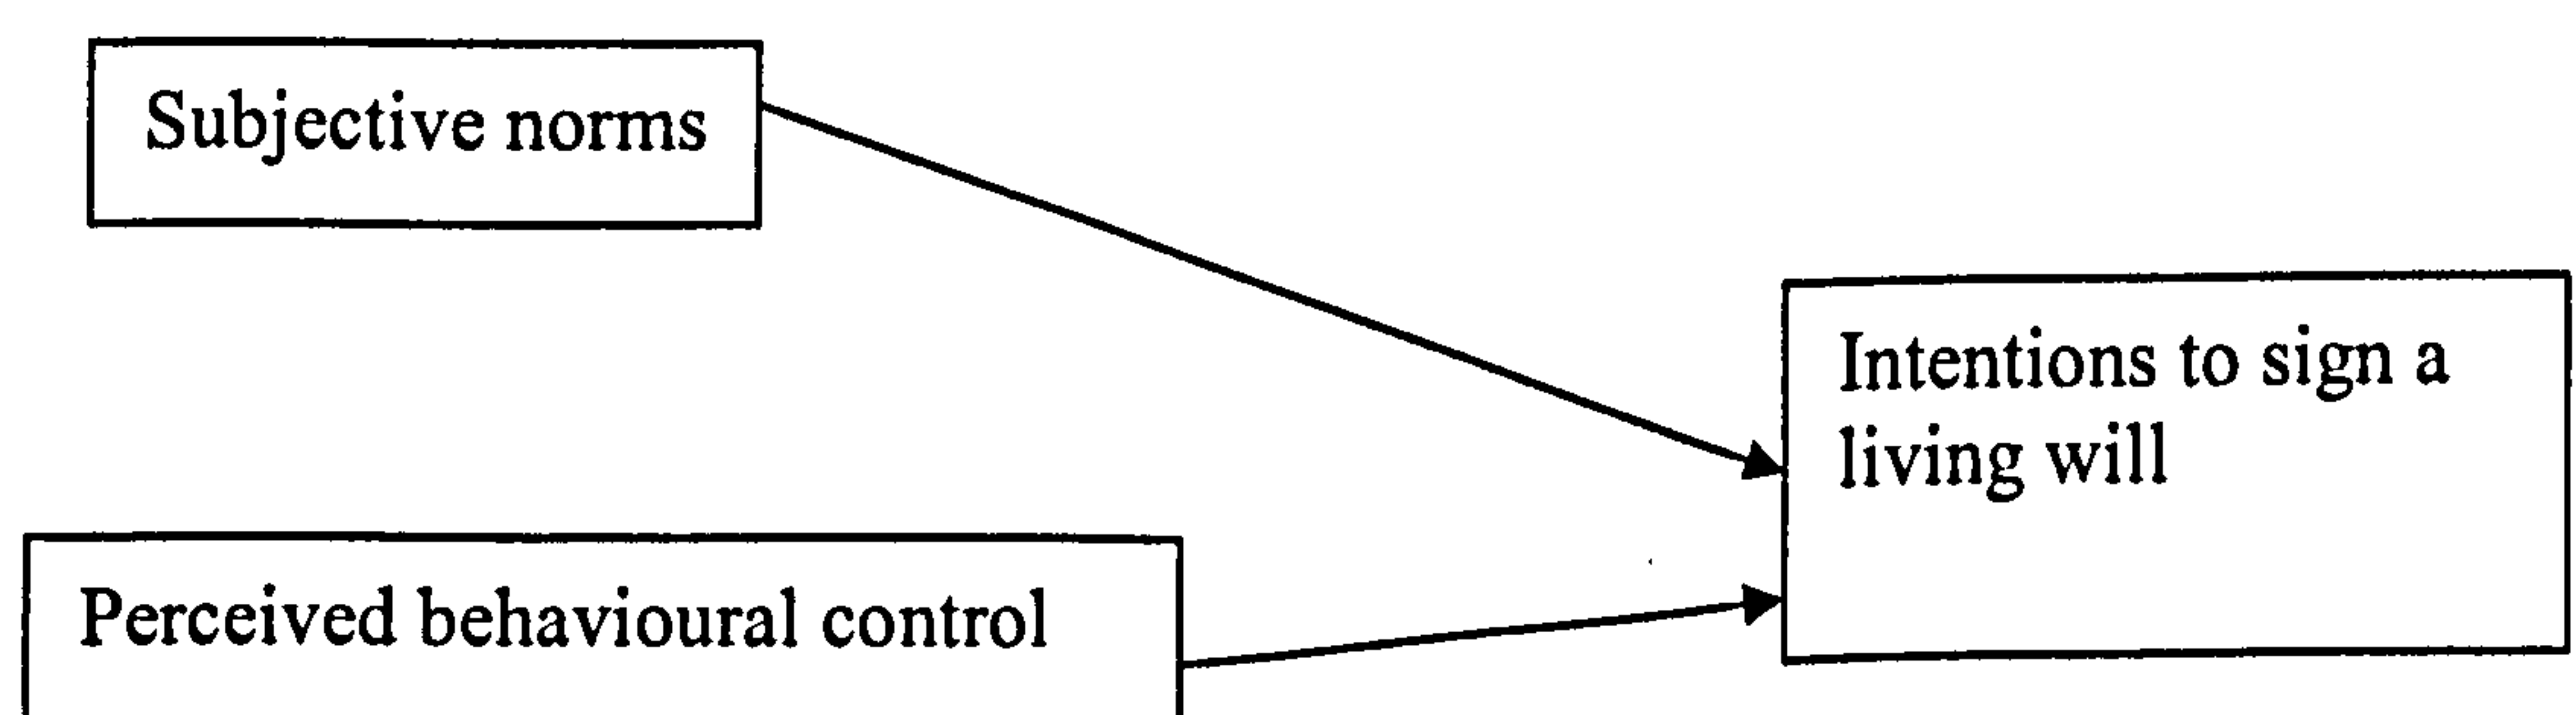 Subjective norms
Intentions to sign a
living will
Perceived behavioural control